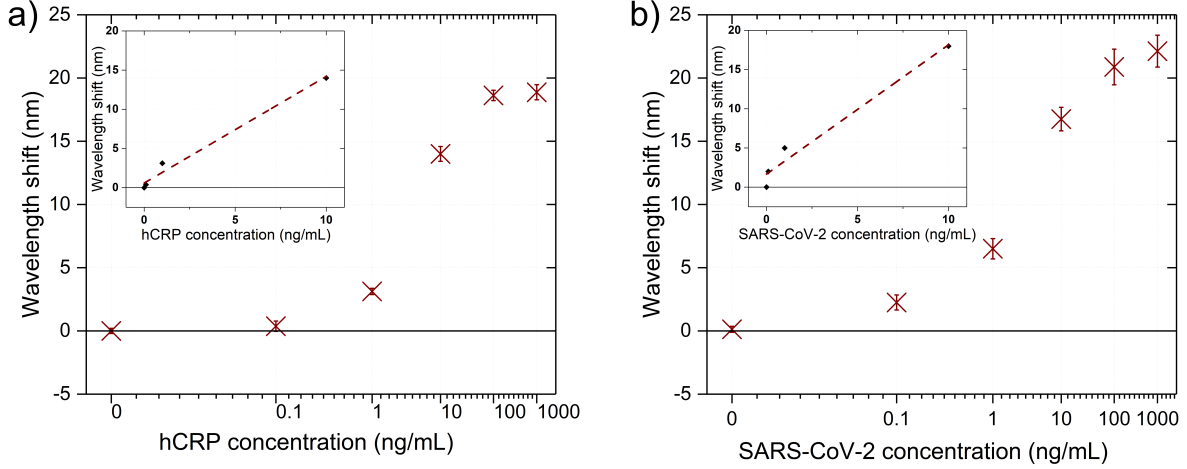 a)
25
20
15
10
5
0
-5
Wavelength shift (nm)
0 0.1 1 10 100 1000
hCRP concentration (ng/mL)
20
15
10
5
0
Wavelength shift (nm)
0 5 10
hCRP concentration (ng/mL)
b)
25
20
15
10
5
0
-5
Wavelength shift (nm)
0 0.1 1 10 100 1000
SARS-CoV-2 concentration (ng/mL)
20
15
10
5
0
Wavelength shift (nm)
0 5 10
SARS-CoV-2 concentration (ng/mL)